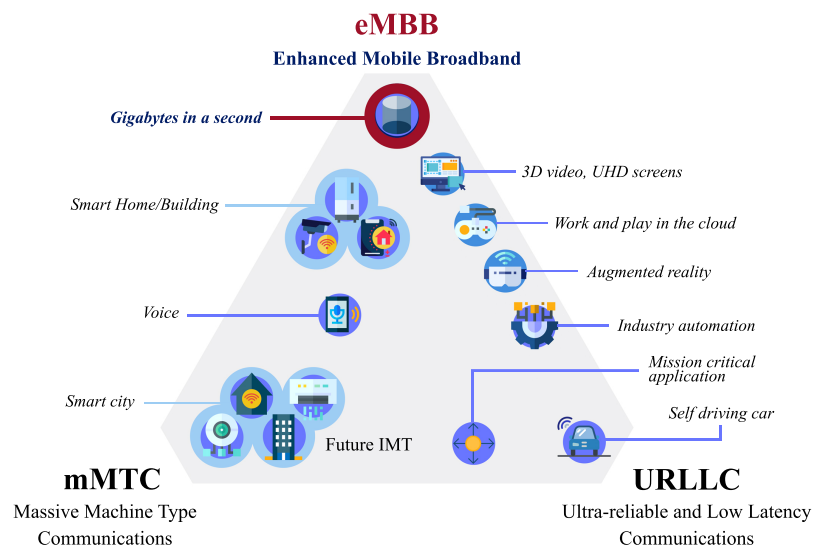 eMBB
Enhanced Mobile Broadband
Gigabytes in a second
3D video, UHD screens
Smart Home/Building
Work and play in the cloud
Augmented reality
Voice
Industry automation
Mission critical
application
Smart city
Self driving car
Future IMT
mMTC
Massive Machine Type
Communications
URLLC
Ultra-reliable and Low Latency
Communications